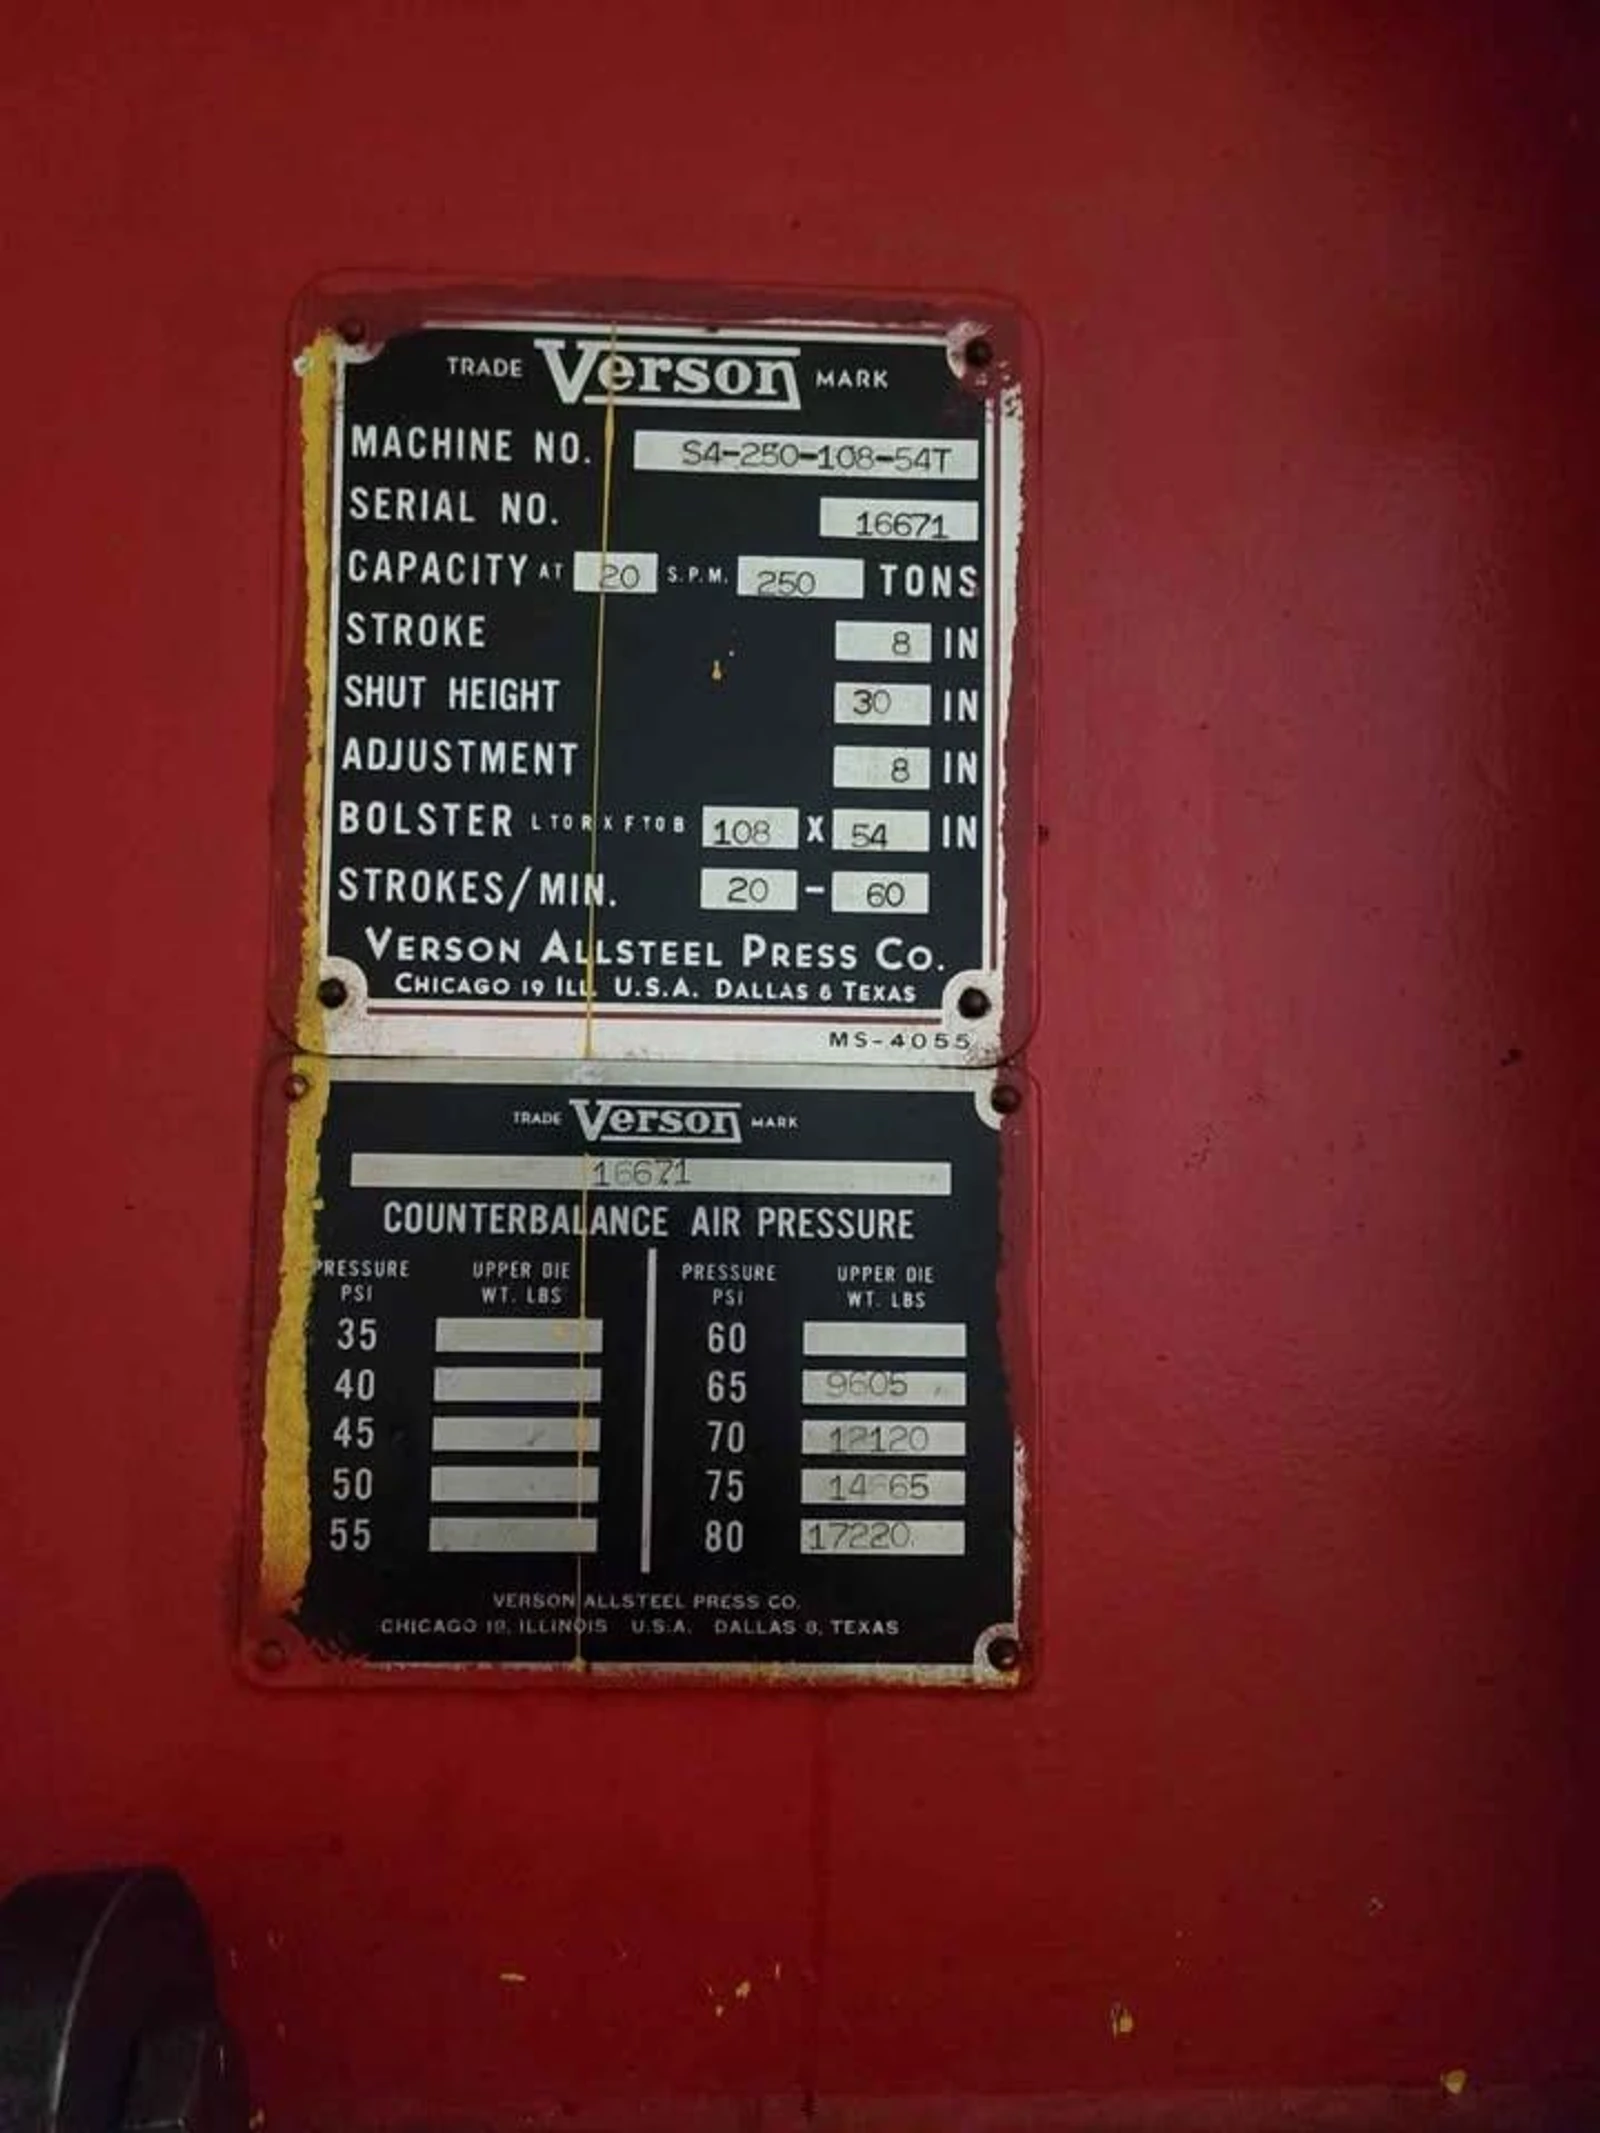 TRADE Verson MARK
MACHINE NO. S4-250-108-54T
SERIAL NO. 16671
CAPACITY AT 20 S.P.M. 250 TONS
STROKE 8 IN
SHUT HEIGHT 30 IN
ADJUSTMENT 8 IN
BOLSTER L TO R X F TO B 108 X 54 IN
STROKES/MIN. 20 - 60
VERSON ALLSTEEL PRESS CO.
CHICAGO 19 ILL. U.S.A. DALLAS 8 TEXAS
MS-4055
TRADE Verson MARK
16671
COUNTERBALANCE AIR PRESSURE
PRESSURE UPPER DIE PRESSURE UPPER DIE
PSI WT. LBS PSI WT. LBS
35 60
40 65 9605
45 70 12120
50 75
55 80 17220
VERSON ALLSTEEL PRESS CO.
CHICAGO 19, ILLINOIS U.S.A. DALLAS 8, TEXAS